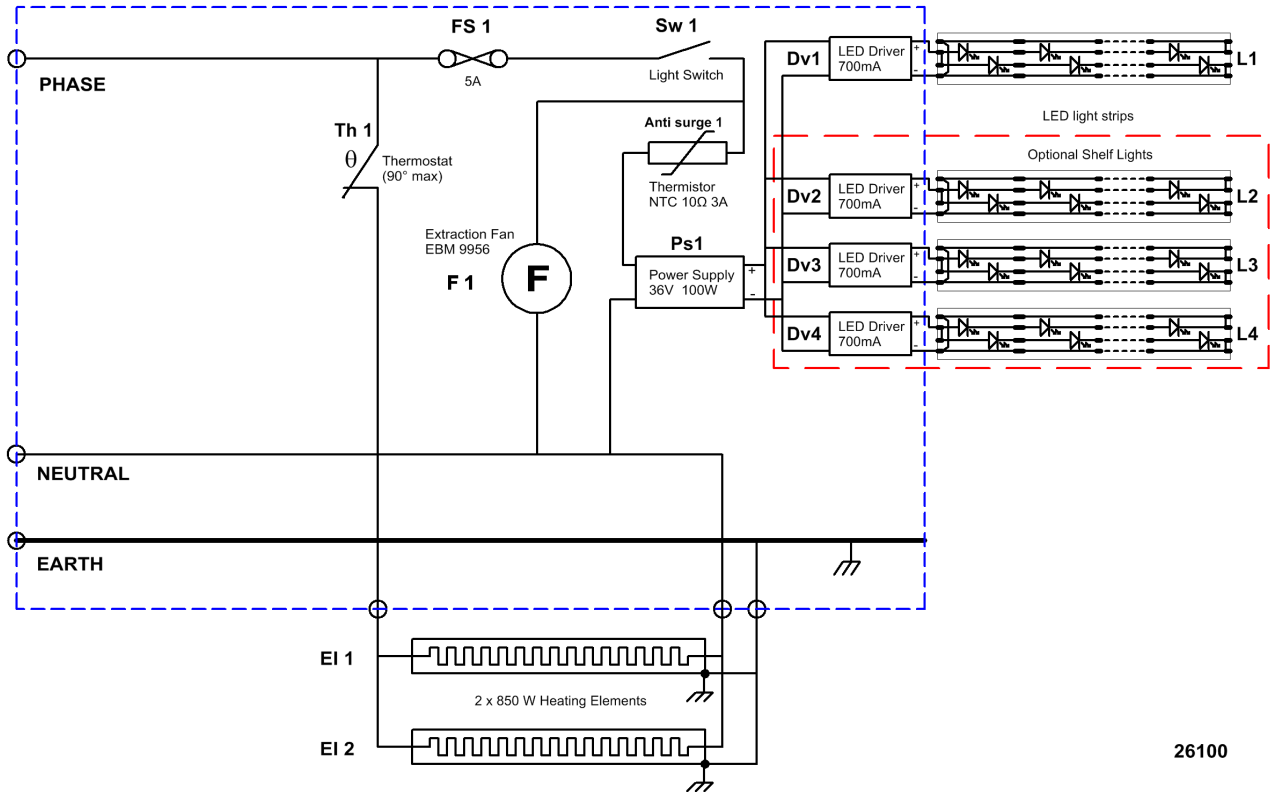 FS 1
Sw 1
5A
Light Switch
PHASE
Th 1
θ
Thermostat
(90° max)
Anti surge 1
Thermistor
NTC 10Ω 3A
Extraction Fan
EBM 9956
F 1
F
Ps1
Power Supply
36V 100W
+
-
Dv1
LED Driver
700mA
+
-
L1
LED light strips
Optional Shelf Lights
Dv2
LED Driver
700mA
+
-
L2
Dv3
LED Driver
700mA
+
-
L3
Dv4
LED Driver
700mA
+
-
L4
NEUTRAL
EARTH
El 1
2 x 850 W Heating Elements
El 2
26100